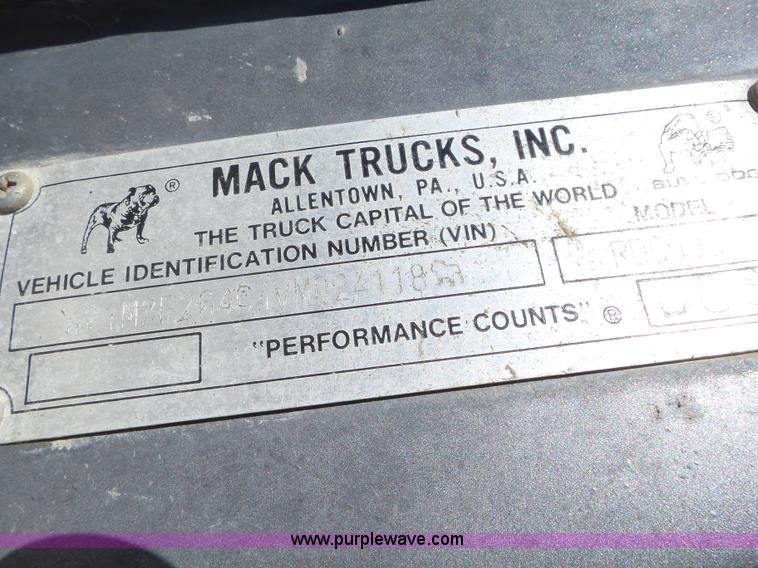 MACK TRUCKS, INC.
ALLENTOWN, PA., U.S.A.
THE TRUCK CAPITAL OF THE WORLD
VEHICLE IDENTIFICATION NUMBER (VIN)
MODEL
"PERFORMANCE COUNTS" ®
www.purplewave.com